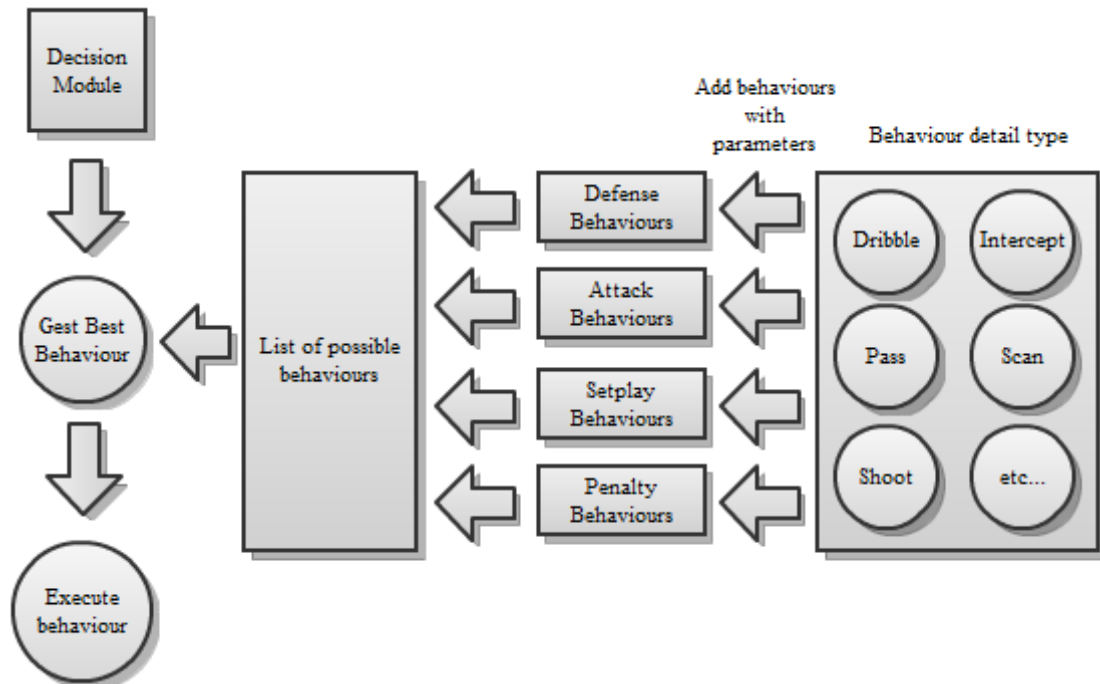 Decision
Module
Gest Best
Behaviour
Execute
behaviour
List of possible
behaviours
Defense
Behaviours
Attack
Behaviours
Setplay
Behaviours
Penalty
Behaviours
Add behaviours
with
parameters
Behaviour detail type
Dribble
Intercept
Pass
Scan
Shoot
etc...